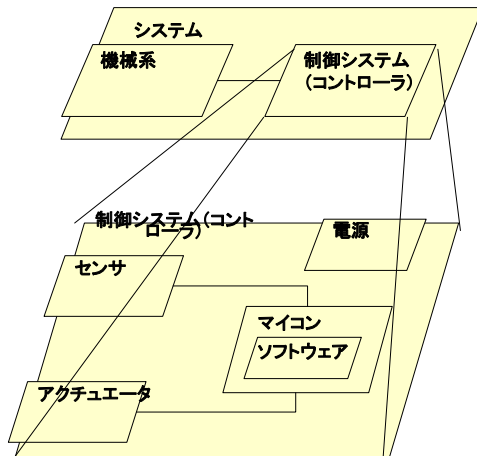 システム
機械系
制御システム
(コントローラ)
制御システム(コント
ローラ)
電源
センサ
マイコン
ソフトウェア
アクチュエータ